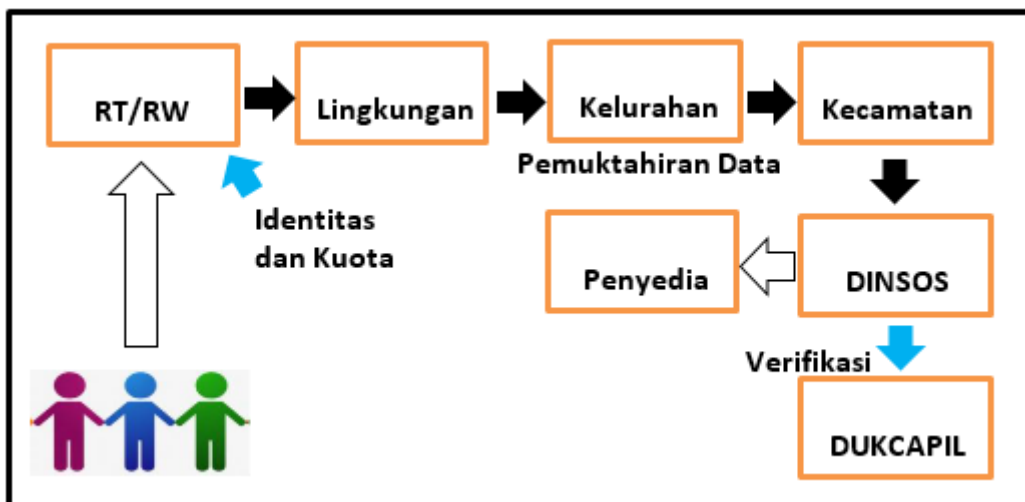 RT/RW
Lingkungan
Kelurahan
Kecamatan
Pemuktahiran Data
Identitas
dan Kuota
Penyedia
DINSOS
Verifikasi
DUKCAPIL